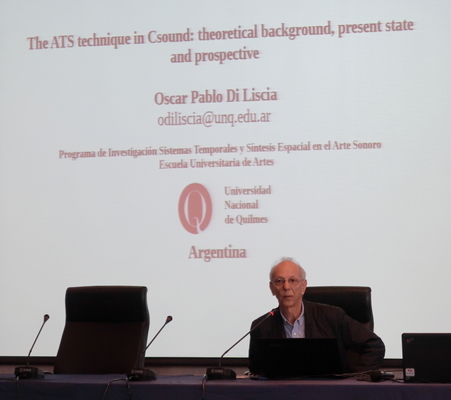 The ATS technique in Csound: theoretical background, present state
and prospective
Oscar Pablo Di Liscia
odiliscia@unq.edu.ar
Programa de Investigación Sistemas Temporales y Síntesis Espacial en el Arte Sonoro
Escuela Universitaria de Artes
Universidad
Nacional
de Quilmes
Argentina